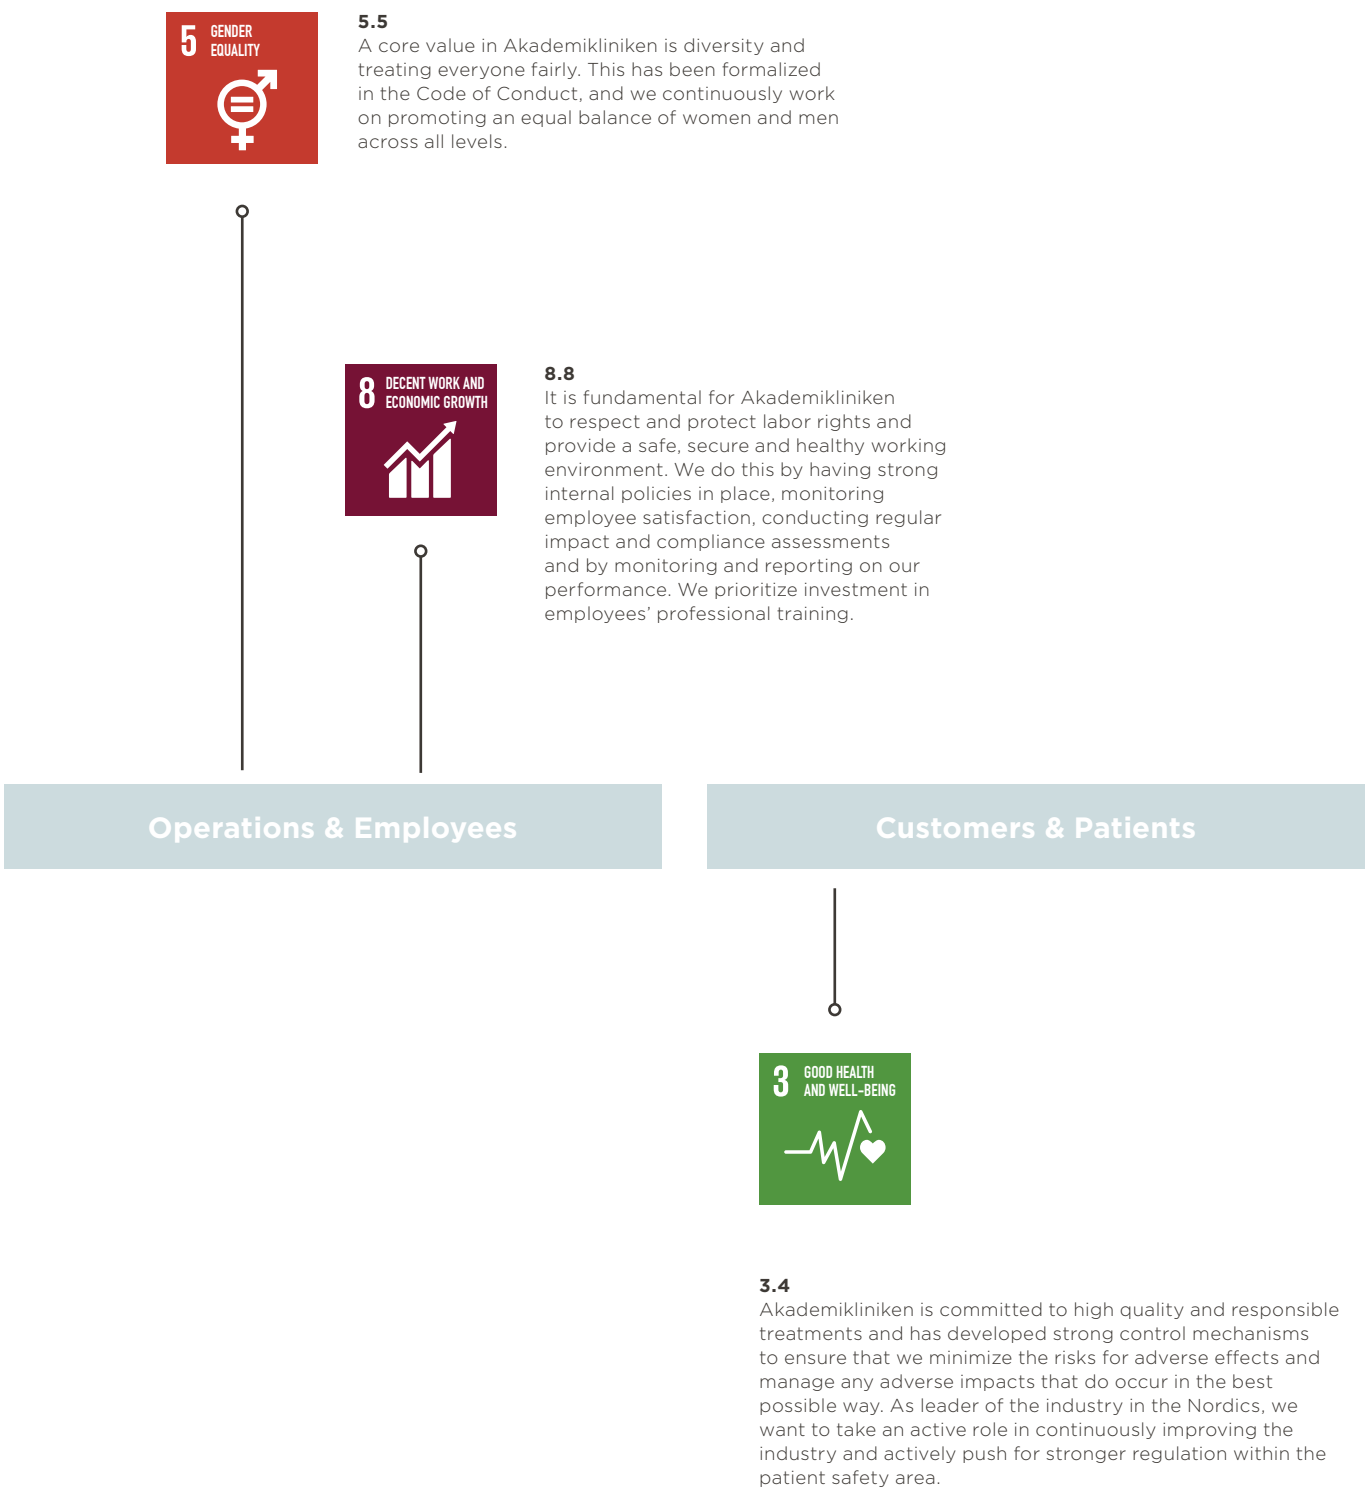 5 GENDER
EQUALITY
5.5
A core value in Akademikliniken is diversity and
treating everyone fairly. This has been formalized
in the Code of Conduct, and we continuously work
on promoting an equal balance of women and men
across all levels.
8 DECENT WORK AND
ECONOMIC GROWTH
8.8
It is fundamental for Akademikliniken
to respect and protect labor rights and
provide a safe, secure and healthy working
environment. We do this by having strong
internal policies in place, monitoring
employee satisfaction, conducting regular
impact and compliance assessments
and by monitoring and reporting on our
performance. We prioritize investment in
employees’ professional training.
Operations & Employees
Customers & Patients
3 GOOD HEALTH
AND WELL-BEING
3.4
Akademikliniken is committed to high quality and responsible
treatments and has developed strong control mechanisms
to ensure that we minimize the risks for adverse effects and
manage any adverse impacts that do occur in the best
possible way. As leader of the industry in the Nordics, we
want to take an active role in continuously improving the
industry and actively push for stronger regulation within the
patient safety area.